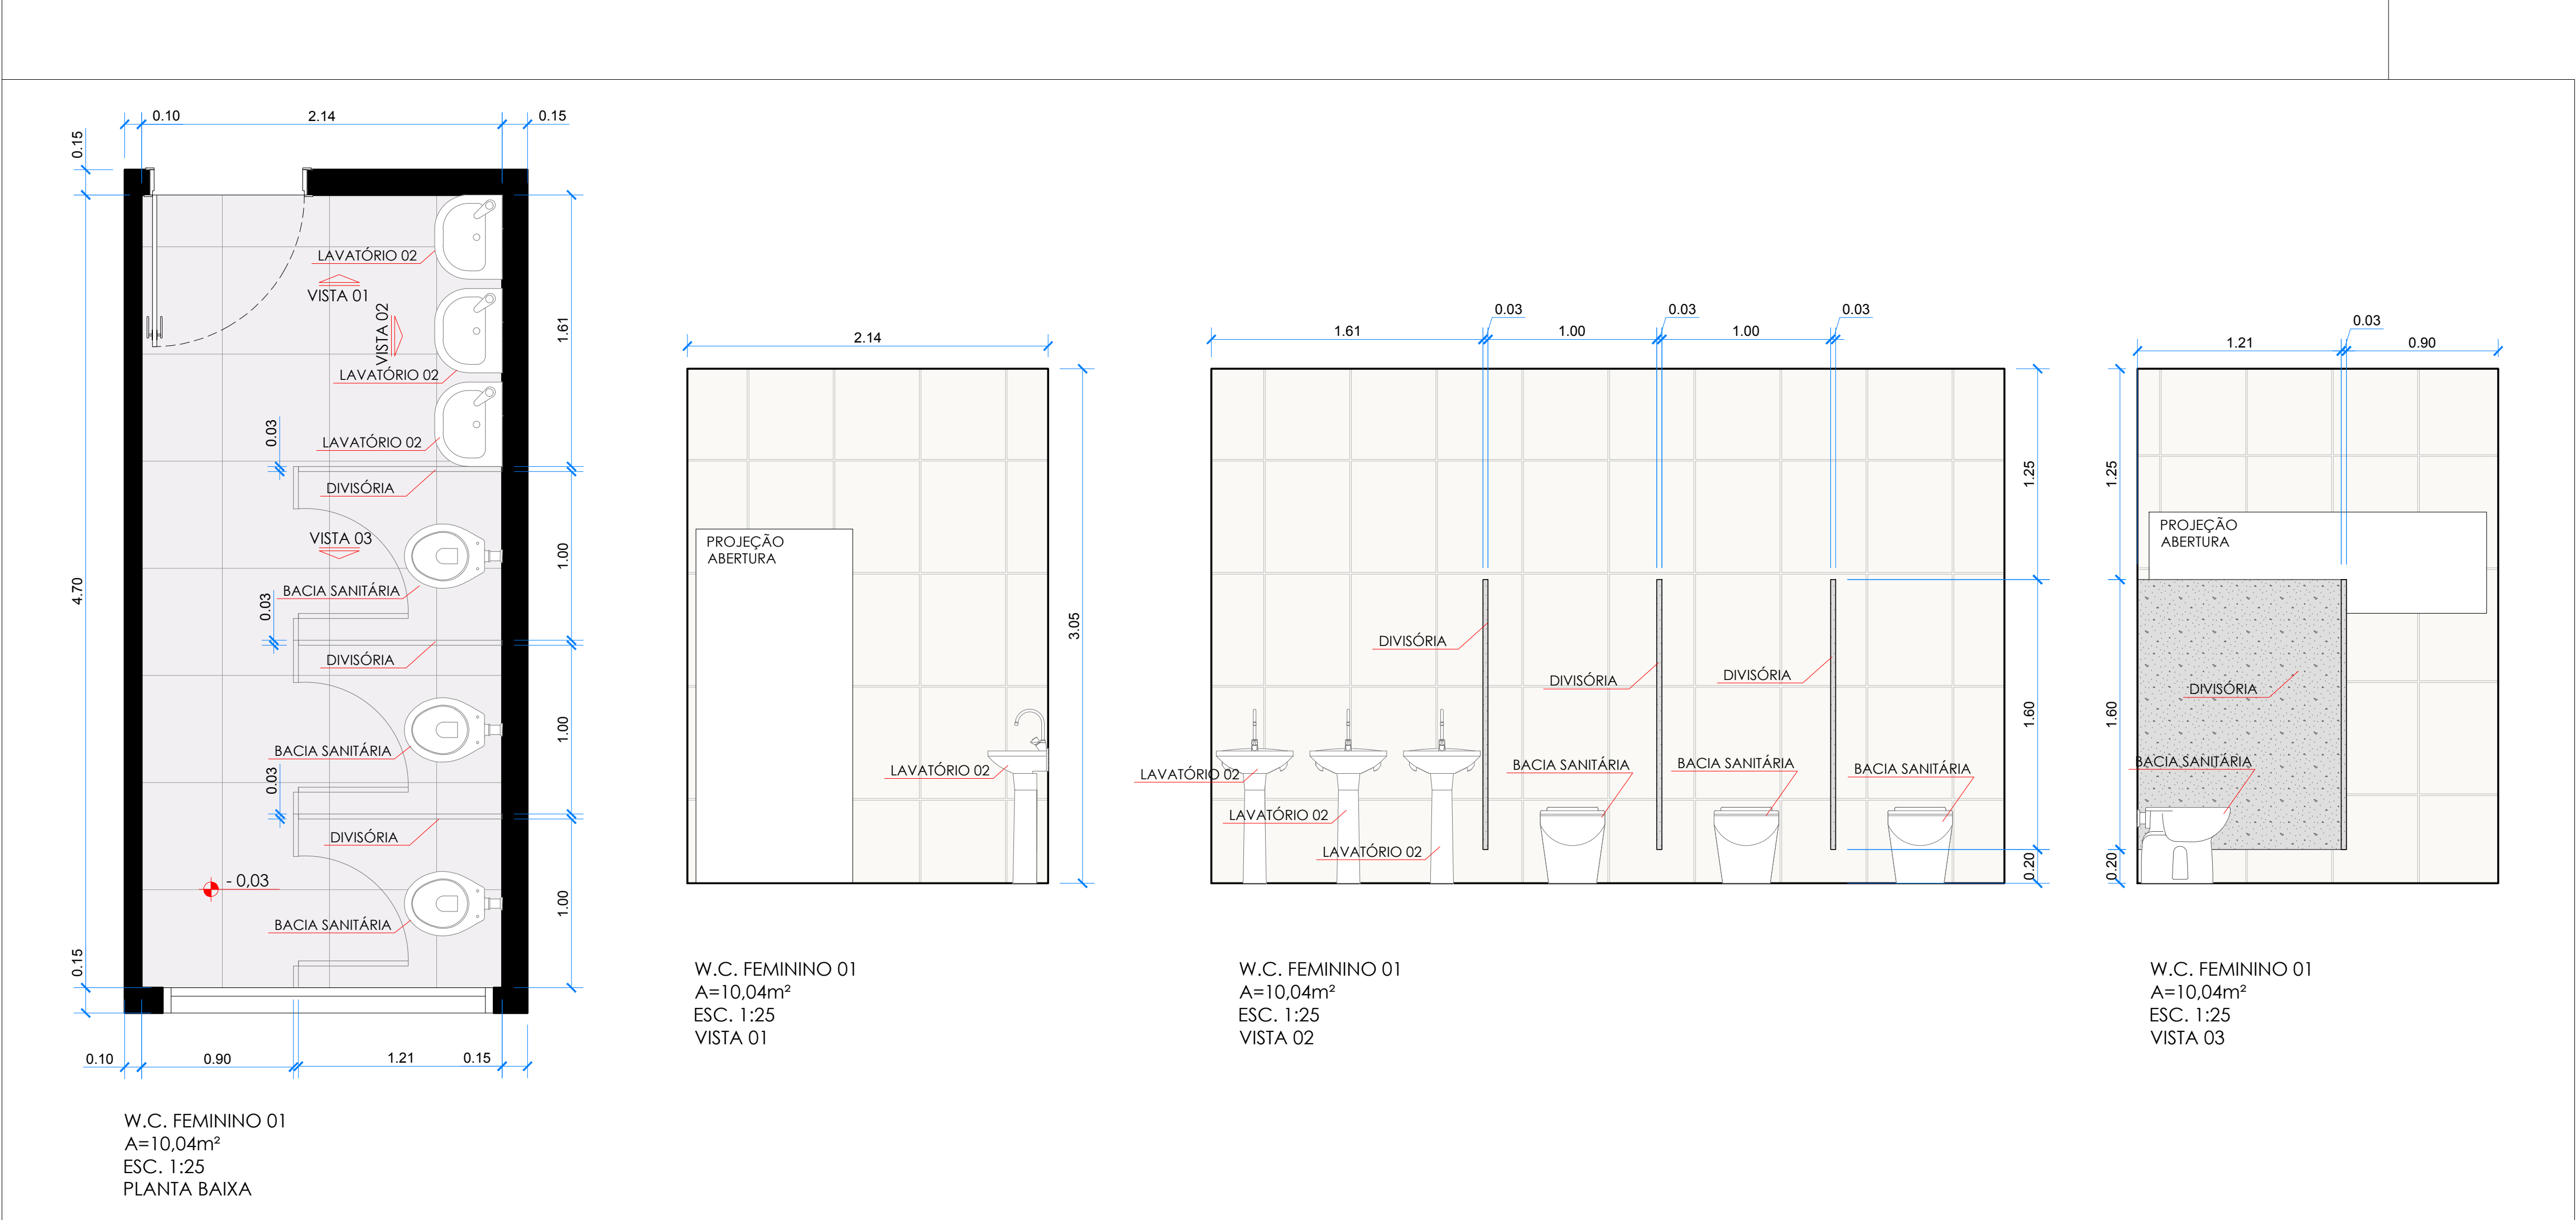 0.10
2.14
0.15
0.15
LAVATÓRIO 02
VISTA 01
VISTA 02
LAVATÓRIO 02
1.61
0.03
LAVATÓRIO 02
DIVISÓRIA
VISTA 03
1.00
BACIA SANITÁRIA
4.70
0.03
DIVISÓRIA
1.00
BACIA SANITÁRIA
0.03
DIVISÓRIA
- 0,03
1.00
BACIA SANITÁRIA
0.15
0.10
0.90
1.21
0.15
W.C. FEMININO 01
A=10,04m²
ESC. 1:25
PLANTA BAIXA
2.14
PROJEÇÃO
ABERTURA
3.05
LAVATÓRIO 02
W.C. FEMININO 01
A=10,04m²
ESC. 1:25
VISTA 01
0.03
0.03
0.03
1.61
1.00
1.00
1.25
DIVISÓRIA
DIVISÓRIA
DIVISÓRIA
1.60
BACIA SANITÁRIA
BACIA SANITÁRIA
BACIA SANITÁRIA
LAVATÓRIO 02
LAVATÓRIO 02
LAVATÓRIO 02
0.20
W.C. FEMININO 01
A=10,04m²
ESC. 1:25
VISTA 02
0.03
1.21
0.90
1.25
PROJEÇÃO
ABERTURA
DIVISÓRIA
1.60
BACIA SANITÁRIA
0.20
W.C. FEMININO 01
A=10,04m²
ESC. 1:25
VISTA 03